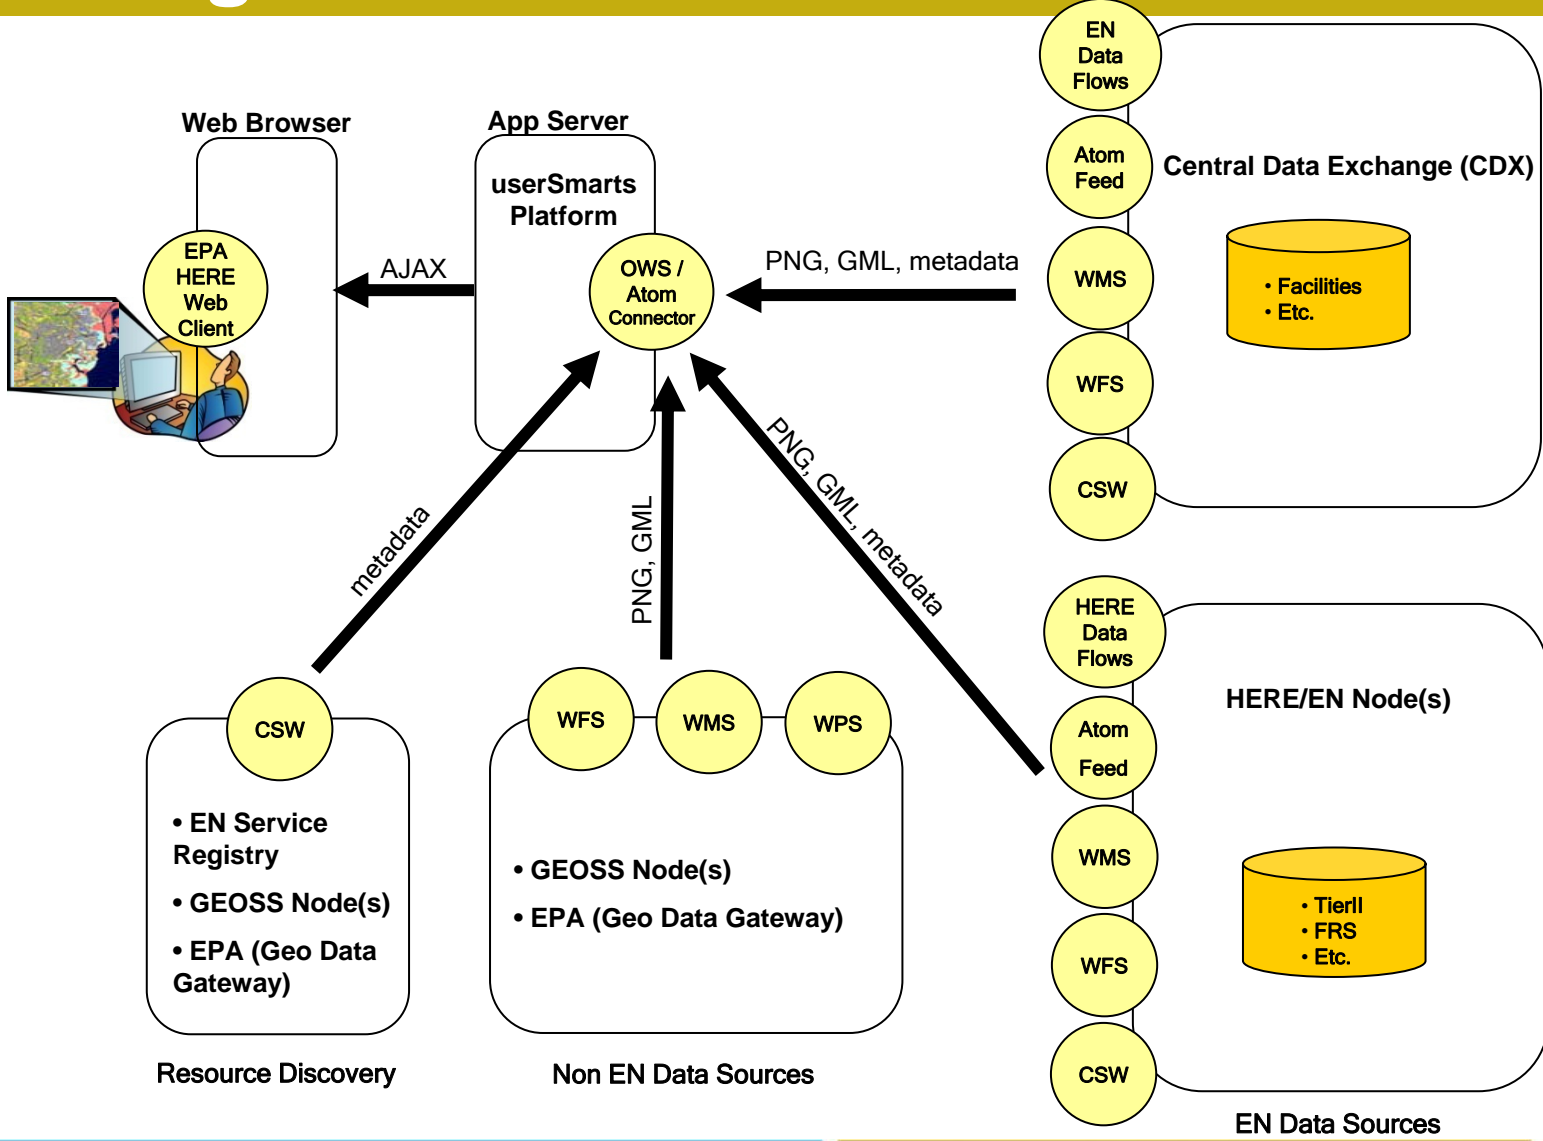 EN
Data
Flows
Web Browser
App Server
Atom
Feed
Central Data Exchange (CDX)
userSmarts
Platform
EPA
HERE
Web
Client
AJAX
OWS /
Atom
Connector
PNG, GML, metadata
WMS
• Facilities
• Etc.
WFS
CSW
metadata
PNG, GML
PNG, GML, metadata
HERE
Data
Flows
HERE/EN Node(s)
CSW
WFS
WMS
WPS
Atom
Feed
• EN Service
Registry
• GEOSS Node(s)
• EPA (Geo Data
Gateway)
• GEOSS Node(s)
• EPA (Geo Data Gateway)
WMS
• TierII
• FRS
• Etc.
WFS
CSW
Resource Discovery
Non EN Data Sources
EN Data Sources